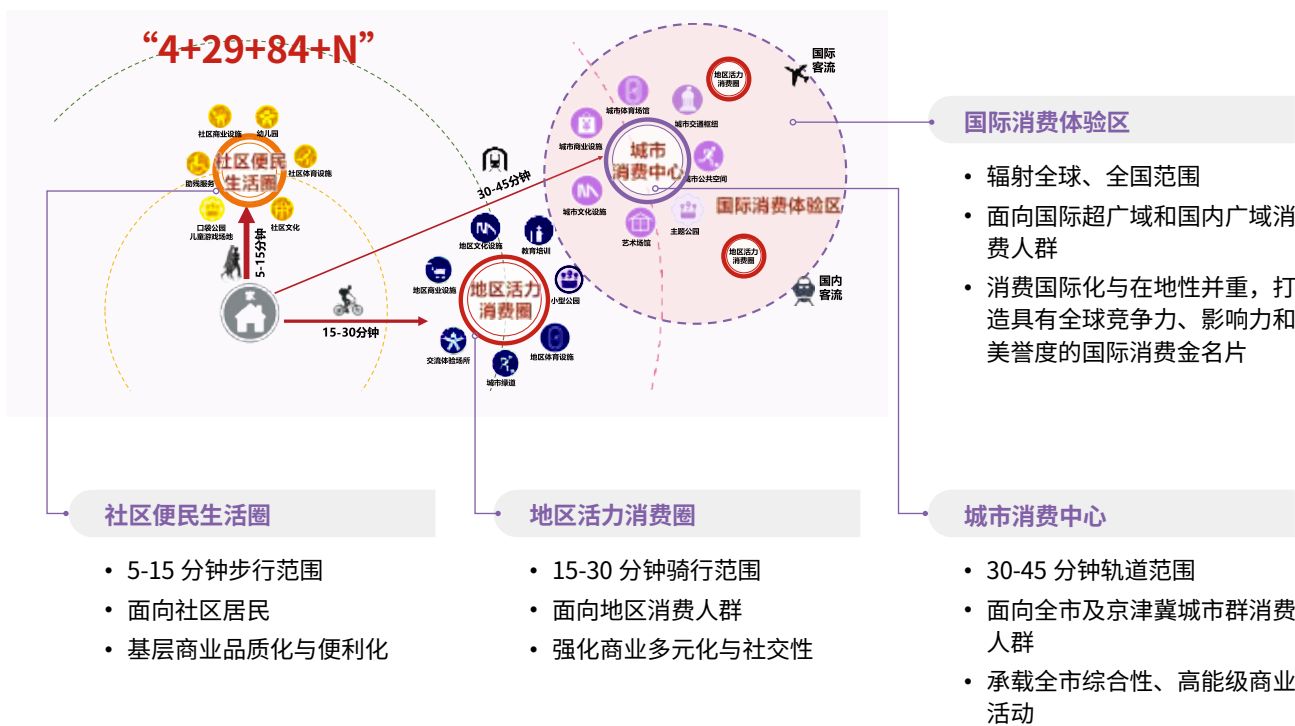 “4+29+84+N”
社区商业设施
幼儿园
社区便民
生活圈
社区体育设施
助残服务
口袋公园
儿童游戏场地
社区文化
5-15分钟
家
15-30分钟
30-45分钟
地区文化设施
教育培训
地区商业设施
地区活力
消费圈
小型公园
交流体验场所
城市绿道
地区体育设施
城市体育场馆
城市交通枢纽
城市商业设施
城市
消费中心
城市公共空间
城市文化设施
艺术场馆
主题公园
国际消费体验区
地区活力
消费圈
地区活力
消费圈
国际
客流
国内
客流
国际消费体验区
• 辐射全球、全国范围
• 面向国际超广域和国内广域消
费人群
• 消费国际化与在地性并重，打
造具有全球竞争力、影响力和
美誉度的国际消费金名片
社区便民生活圈
• 5-15 分钟步行范围
• 面向社区居民
• 基层商业品质化与便利化
地区活力消费圈
• 15-30 分钟骑行范围
• 面向地区消费人群
• 强化商业多元化与社交性
城市消费中心
• 30-45 分钟轨道范围
• 面向全市及京津冀城市群消费
人群
• 承载全市综合性、高能级商业
活动